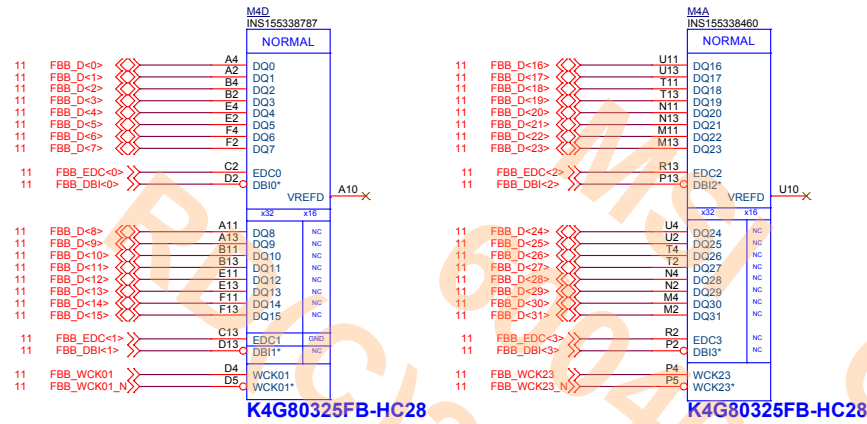 M4D
INS155338787
NORMAL
11 FBB_D<0> A4 DQ0
11 FBB_D<1> A2 DQ1
11 FBB_D<2> B4 DQ2
11 FBB_D<3> B2 DQ3
11 FBB_D<4> E4 DQ4
11 FBB_D<5> E2 DQ5
11 FBB_D<6> F4 DQ6
11 FBB_D<7> F2 DQ7
11 FBB_EDC<0> C2 EDC0
11 FBB_DBI<0> D2 DBI0*
VREFD A10
x32 x16
11 FBB_D<8> A11 DQ8 NC
11 FBB_D<9> A13 DQ9 NC
11 FBB_D<10> B11 DQ10 NC
11 FBB_D<11> B13 DQ11 NC
11 FBB_D<12> E11 DQ12 NC
11 FBB_D<13> E13 DQ13 NC
11 FBB_D<14> F11 DQ14 NC
11 FBB_D<15> F13 DQ15 NC
11 FBB_EDC<1> C13 EDC1 GND
11 FBB_DBI<1> D13 DBI1* NC
11 FBB_WCK01 D4 WCK01
11 FBB_WCK01_N D5 WCK01*
K4G80325FB-HC28
M4A
INS155338460
NORMAL
11 FBB_D<16> U11 DQ16
11 FBB_D<17> U13 DQ17
11 FBB_D<18> T11 DQ18
11 FBB_D<19> T13 DQ19
11 FBB_D<20> N11 DQ20
11 FBB_D<21> N13 DQ21
11 FBB_D<22> M11 DQ22
11 FBB_D<23> M13 DQ23
11 FBB_EDC<2> R13 EDC2
11 FBB_DBI<2> P13 DBI2*
VREFD U10
x32 x16
11 FBB_D<24> U4 DQ24 NC
11 FBB_D<25> U2 DQ25 NC
11 FBB_D<26> T4 DQ26 NC
11 FBB_D<27> T2 DQ27 NC
11 FBB_D<28> N4 DQ28 NC
11 FBB_D<29> N2 DQ29 NC
11 FBB_D<30> M4 DQ30 NC
11 FBB_D<31> M2 DQ31 NC
11 FBB_EDC<3> R2 EDC3 NC
11 FBB_DBI<3> P2 DBI3* NC
11 FBB_WCK23 P4 WCK23
11 FBB_WCK23_N P5 WCK23*
K4G80325FB-HC28
MSI